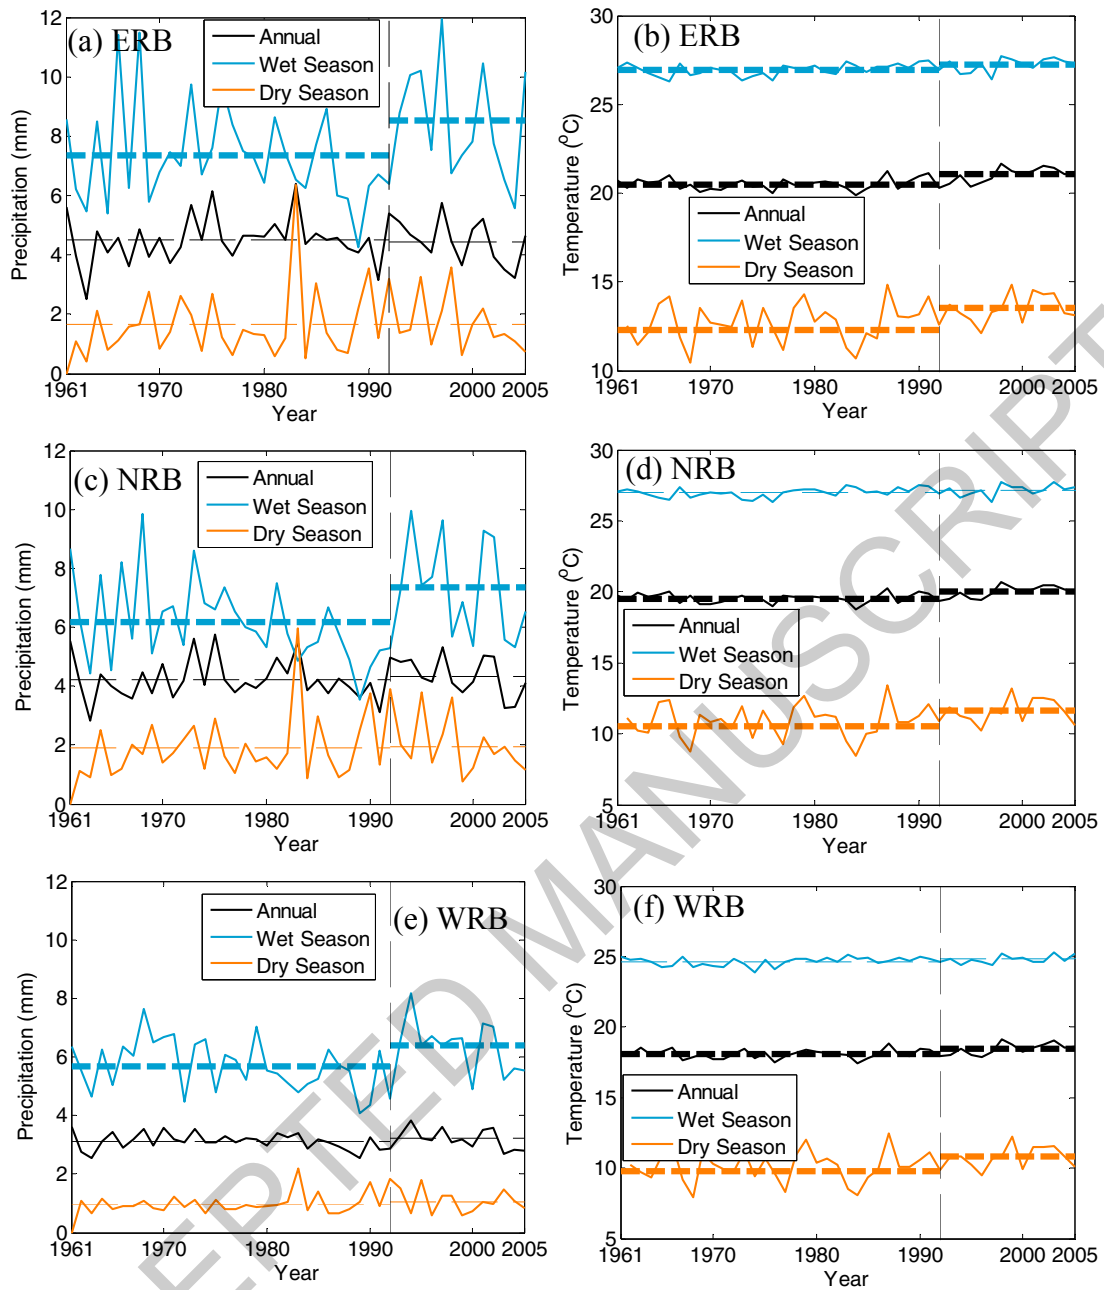 (a) ERB
Annual
Wet Season
Dry Season
Precipitation (mm)
12
10
8
6
4
2
0
1961 1970 1980 1990 2000 2005
Year
(b) ERB
Annual
Wet Season
Dry Season
Temperature (°C)
30
25
20
15
10
1961 1970 1980 1990 2000 2005
Year
(c) NRB
Annual
Wet Season
Dry Season
Precipitation (mm)
12
10
8
6
4
2
0
1961 1970 1980 1990 2000 2005
Year
(d) NRB
Annual
Wet Season
Dry Season
Temperature (°C)
30
25
20
15
10
5
1961 1970 1980 1990 2000 2005
Year
(e) WRB
Annual
Wet Season
Dry Season
Precipitation (mm)
12
10
8
6
4
2
0
1961 1970 1980 1990 2000 2005
Year
(f) WRB
Annual
Wet Season
Dry Season
Temperature (°C)
30
25
20
15
10
5
1961 1970 1980 1990 2000 2005
Year
EPTED MANUSCRIPT